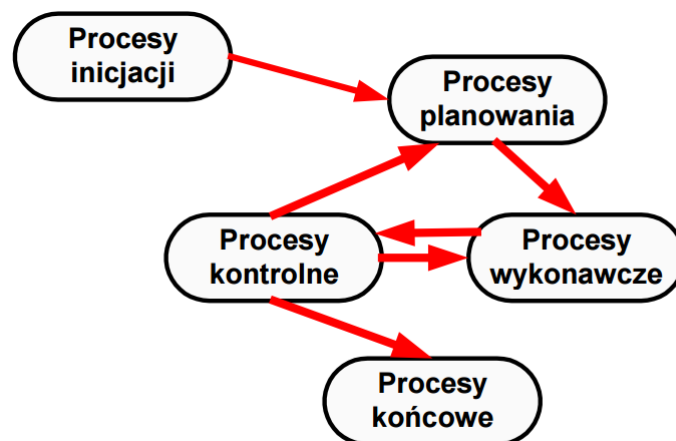 Procesy
inicjacji
Procesy
planowania
Procesy
kontrolne
Procesy
wykonawcze
Procesy
końcowe